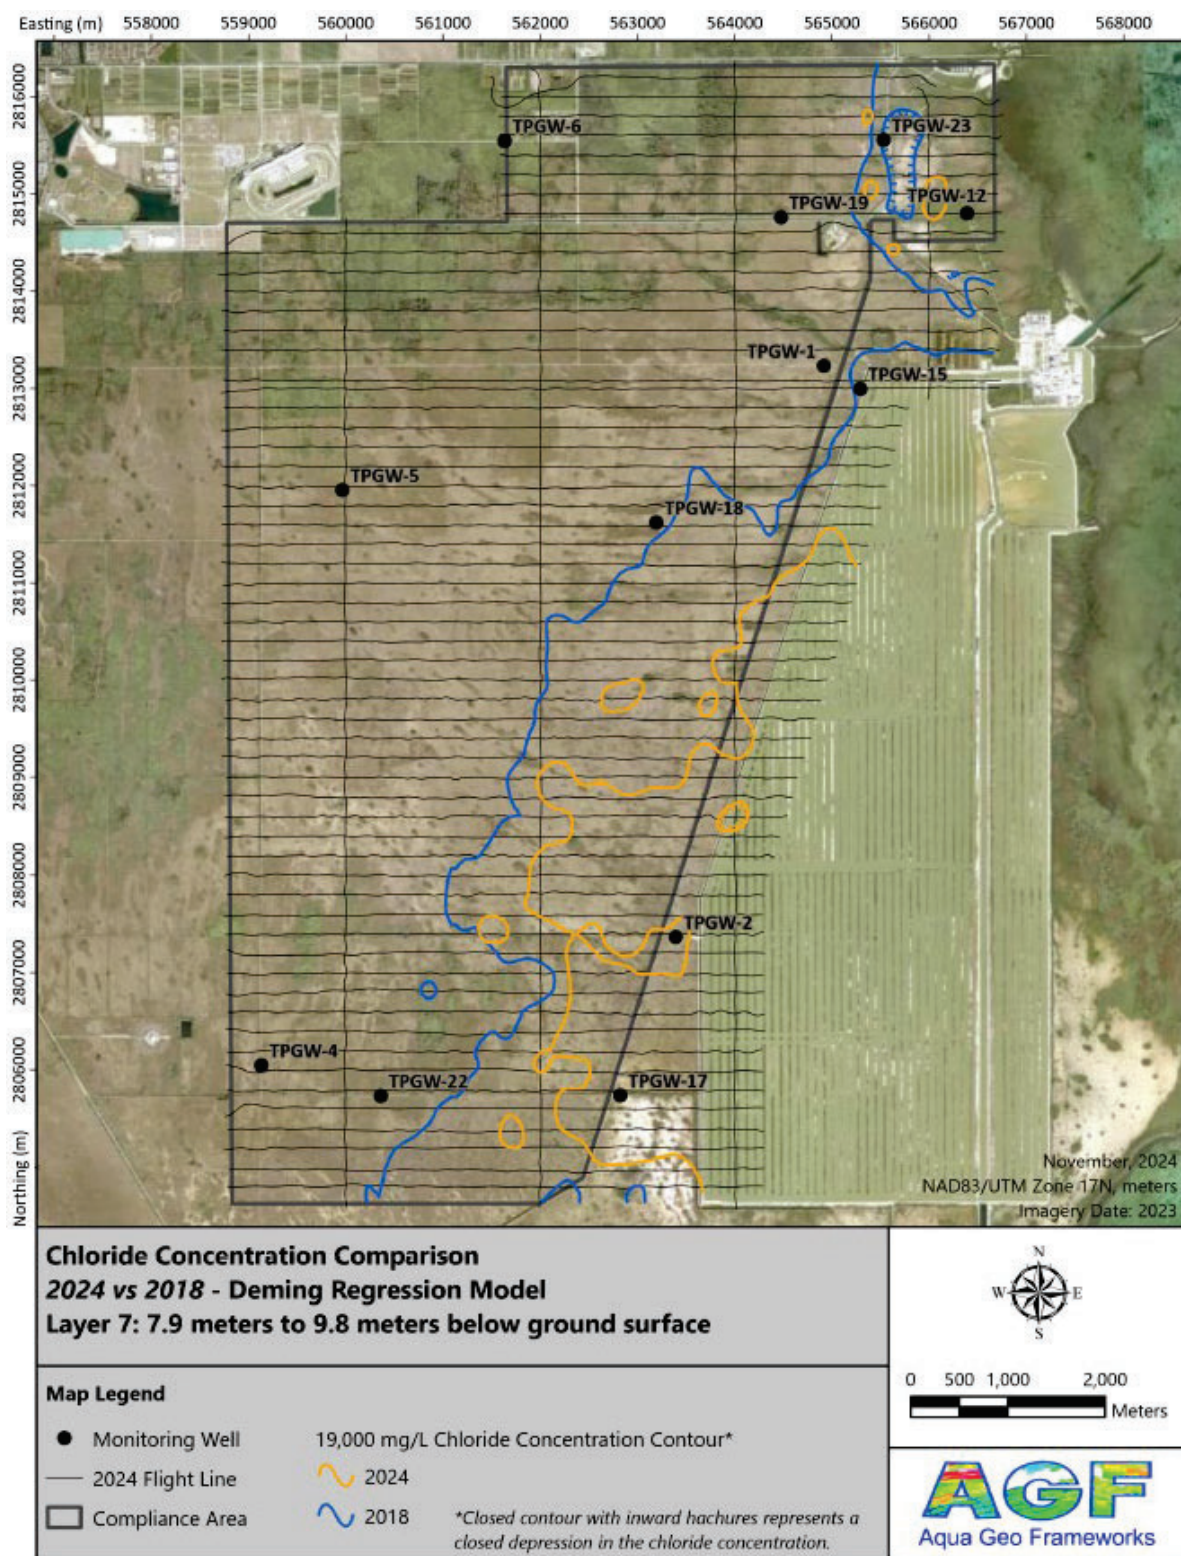 Easting (m) 558000 559000 560000 561000 562000 563000 564000 565000 566000 567000 568000
2816000
TPGW-6
TPGW-23
2815000
TPGW-19
TPGW-12
2814000
TPGW-1
TPGW-15
2813000
2812000
TPGW-5
TPGW-18
2811000
2810000
2809000
2808000
TPGW-2
2807000
TPGW-4
2806000
TPGW-22
TPGW-17
Northing (m)
November, 2024
NAD83/UTM Zone 17N, meters
Imagery Date: 2023
Chloride Concentration Comparison
2024 vs 2018 - Deming Regression Model
Layer 7: 7.9 meters to 9.8 meters below ground surface
N
W E
S
0 500 1,000 2,000
Meters
Map Legend
Monitoring Well
2024 Flight Line
Compliance Area
19,000 mg/L Chloride Concentration Contour*
2024
2018
*Closed contour with inward hachures represents a
closed depression in the chloride concentration.
AGF
Aqua Geo Frameworks